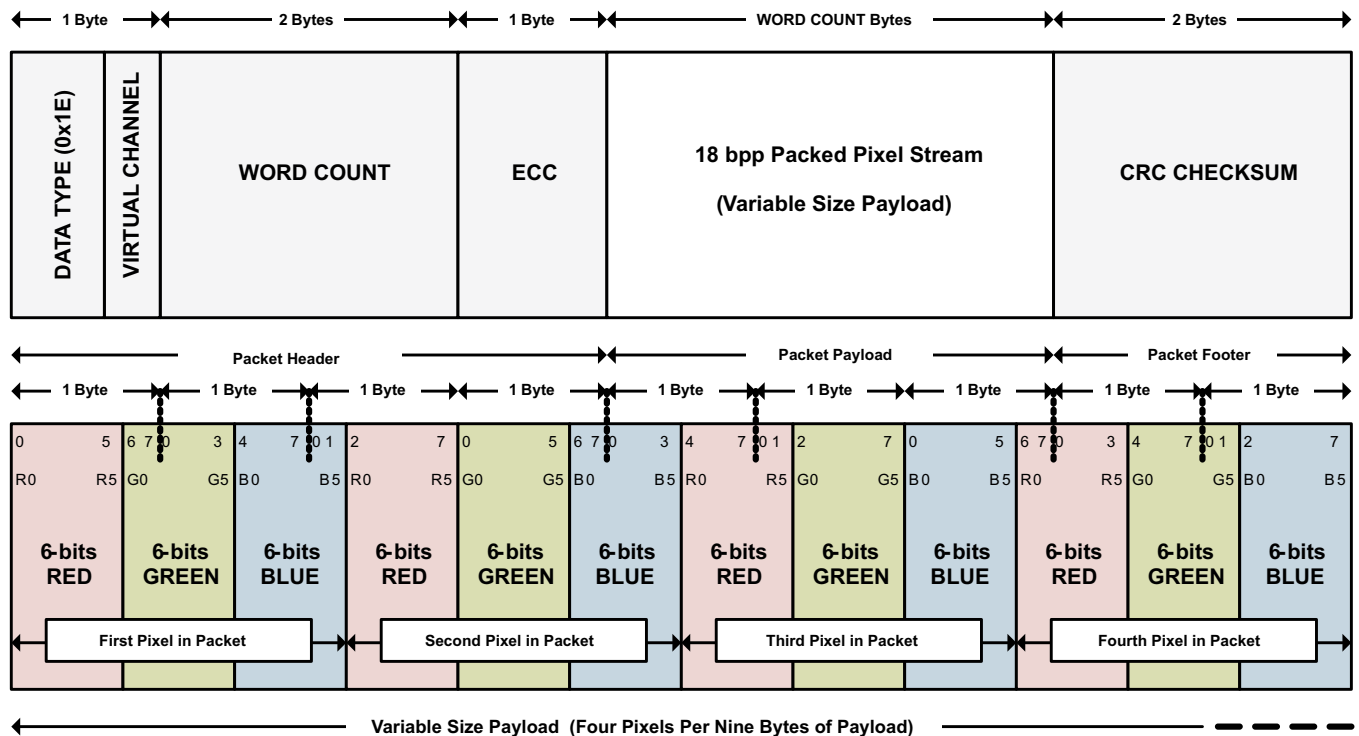 1 Byte 2 Bytes 1 Byte WORD COUNT Bytes 2 Bytes
DATA TYPE (0x1E)
VIRTUAL CHANNEL
WORD COUNT
ECC
18 bpp Packed Pixel Stream
(Variable Size Payload)
CRC CHECKSUM
Packet Header Packet Payload Packet Footer
1 Byte 1 Byte 1 Byte 1 Byte 1 Byte 1 Byte 1 Byte 1 Byte 1 Byte
0 5 6 7 0 3 4 7 0 1 2 7 0 5 6 7 0 3 4 7 0 1 2 7 0 5 6 7 0 3 4 7 0 1 2 7
R0 R5 G0 G5 B0 B5 R0 R5 G0 G5 B0 B5 R0 R5 G0 G5 B0 B5 R0 R5 G0 G5 B0 B5
6-bits 6-bits 6-bits 6-bits 6-bits 6-bits 6-bits 6-bits 6-bits 6-bits 6-bits 6-bits
RED GREEN BLUE RED GREEN BLUE RED GREEN BLUE RED GREEN BLUE
First Pixel in Packet Second Pixel in Packet Third Pixel in Packet Fourth Pixel in Packet
Variable Size Payload (Four Pixels Per Nine Bytes of Payload)